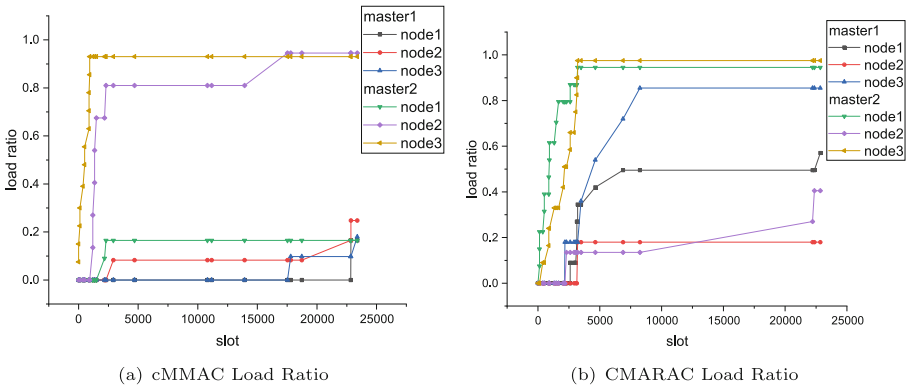 master1
node1
node2
node3
master2
node1
node2
node3
1.0
0.8
0.6
0.4
0.2
0.0
load ratio
0 5000 10000 15000 20000 25000
slot
(a) cMMAC Load Ratio
master1
node1
node2
node3
master2
node1
node2
node3
1.0
0.8
0.6
0.4
0.2
0.0
load ratio
0 5000 10000 15000 20000 25000
slot
(b) CMARAC Load Ratio